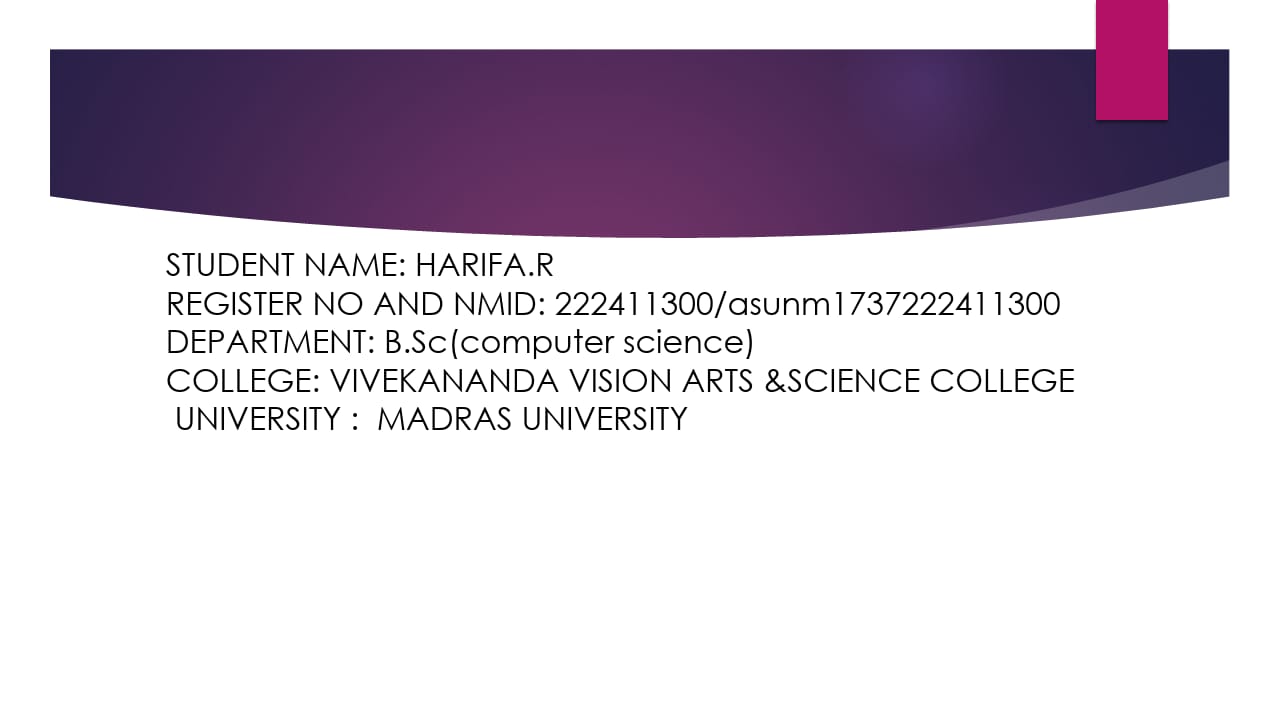 STUDENT NAME: HARIFA.R
REGISTER NO AND NMID: 222411300/asunm1737222411300
DEPARTMENT: B.Sc(computer science)
COLLEGE: VIVEKANANDA VISION ARTS &SCIENCE COLLEGE
UNIVERSITY :  MADRAS UNIVERSITY